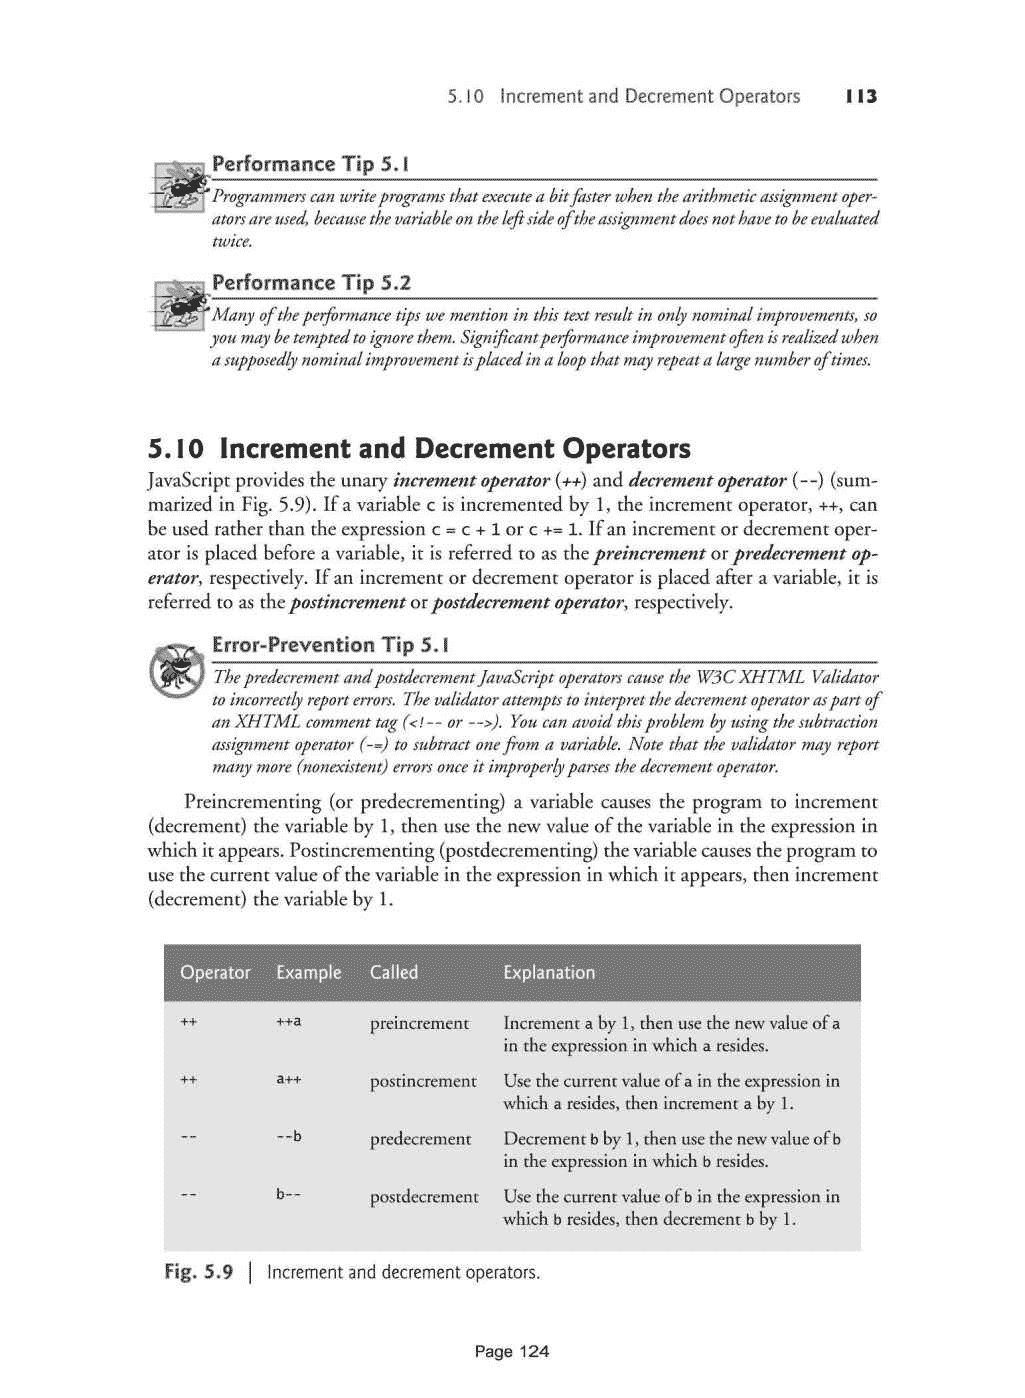 5.10 Increment and Decrement Operators 113
Performance Tip 5.1
Programmers can write programs that execute a bit faster when the arithmetic assignment oper-
ators are used, because the variable on the left side of the assignment does not have to be evaluated
twice.
Performance Tip 5.2
Many of the performance tips we mention in this text result in only nominal improvements, so
you may be tempted to ignore them. Significant performance improvement often is realized when
a supposedly nominal improvement is placed in a loop that may repeat a large number of times.
5.10 Increment and Decrement Operators
JavaScript provides the unary increment operator (++) and decrement operator (--) (sum-
marized in Fig. 5.9). If a variable c is incremented by 1, the increment operator, ++, can
be used rather than the expression c = c + 1 or c += 1. If an increment or decrement oper-
ator is placed before a variable, it is referred to as the preincrement or predecrement op-
erator, respectively. If an increment or decrement operator is placed after a variable, it is
referred to as the postincrement or postdecrement operator, respectively.
Error-Prevention Tip 5.1
The predecrement and postdecrement JavaScript operators cause the W3C XHTML Validator
to incorrectly report errors. The validator attempts to interpret the decrement operator as part of
an XHTML comment tag (<!-- or -->). You can avoid this problem by using the subtraction
assignment operator (-=) to subtract one from a variable. Note that the validator may report
many more (nonexistent) errors once it improperly parses the decrement operator.
Preincrementing (or predecrementing) a variable causes the program to increment
(decrement) the variable by 1, then use the new value of the variable in the expression in
which it appears. Postincrementing (postdecrementing) the variable causes the program to
use the current value of the variable in the expression in which it appears, then increment
(decrement) the variable by 1.
Operator Example Called Explanation
++ ++a preincrement Increment a by 1, then use the new value of a
in the expression in which a resides.
++ a++ postincrement Use the current value of a in the expression in
which a resides, then increment a by 1.
-- --b predecrement Decrement b by 1, then use the new value of b
in the expression in which b resides.
-- b-- postdecrement Use the current value of b in the expression in
which b resides, then decrement b by 1.
Fig. 5.9 | Increment and decrement operators.
Page 124